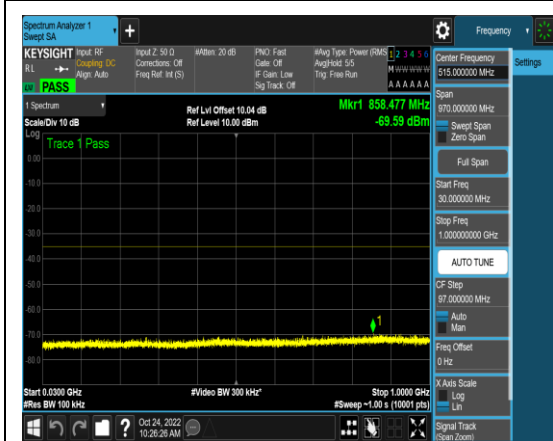 Spectrum Analyzer 1
Swept SA
+
Frequency
KEYSIGHT
RL
PASS
Input: RF
Coupling: DC
Align: Auto
Input Z: 50 Ω
Corrections: Off
Freq Ref: Int (S)
#Atten: 20 dB
PNO: Fast
Gate: Off
IF Gain: Low
Sig Track: Off
#Avg Type: Power (RMS
Avg|Hold: 5/5
Trig: Free Run
1 2 3 4 5 6
M W W W W W
A A A A A A
Center Frequency
515.000000 MHz
Settings
Span
970.000000 MHz
Swept Span
Zero Span
Full Span
Start Freq
30.000000 MHz
Stop Freq
1.000000000 GHz
AUTO TUNE
CF Step
97.000000 MHz
Auto
Man
Freq Offset
0 Hz
X Axis Scale
Log
Lin
Signal Track
(Span Zoom)
1 Spectrum
Scale/Div 10 dB
Ref Lvl Offset 10.04 dB
Ref Level 10.00 dBm
Mkr1 858.477 MHz
-69.59 dBm
Log
Trace 1 Pass
0.00
-10.0
-20.0
-30.0
-40.0
-50.0
-60.0
-70.0
-80.0
1
Start 0.0300 GHz
#Res BW 100 kHz
#Video BW 300 kHz*
Stop 1.0000 GHz
#Sweep ~1.00 s (10001 pts)
?
Oct 24, 2022
10:26:26 AM